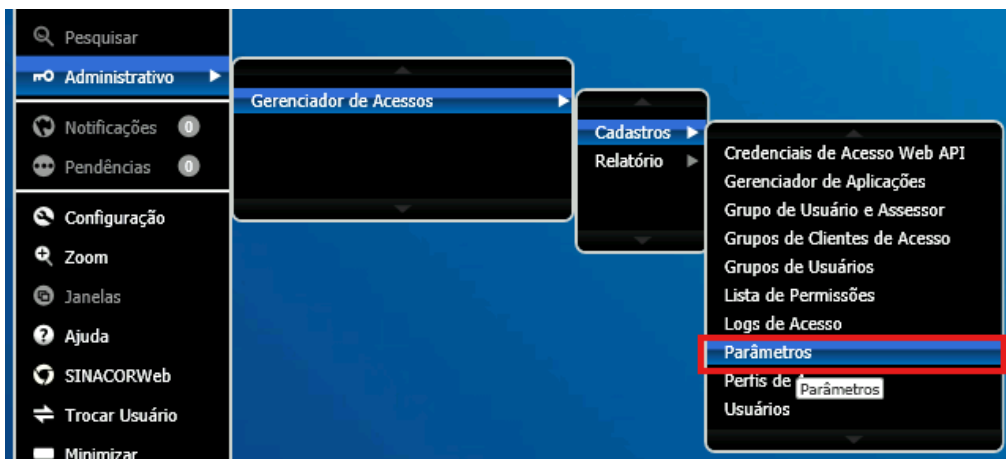 Pesquisar
Administrativo
Notificações 0
Pendências 0
Configuração
Zoom
Janelas
Ajuda
SINACORWeb
Trocar Usuário
Minimizar
Gerenciador de Acessos
Cadastros
Relatório
Credenciais de Acesso Web API
Gerenciador de Aplicações
Grupo de Usuário e Assessor
Grupos de Clientes de Acesso
Grupos de Usuários
Lista de Permissões
Logs de Acesso
Parâmetros
Perfis de
Parâmetros
Usuários